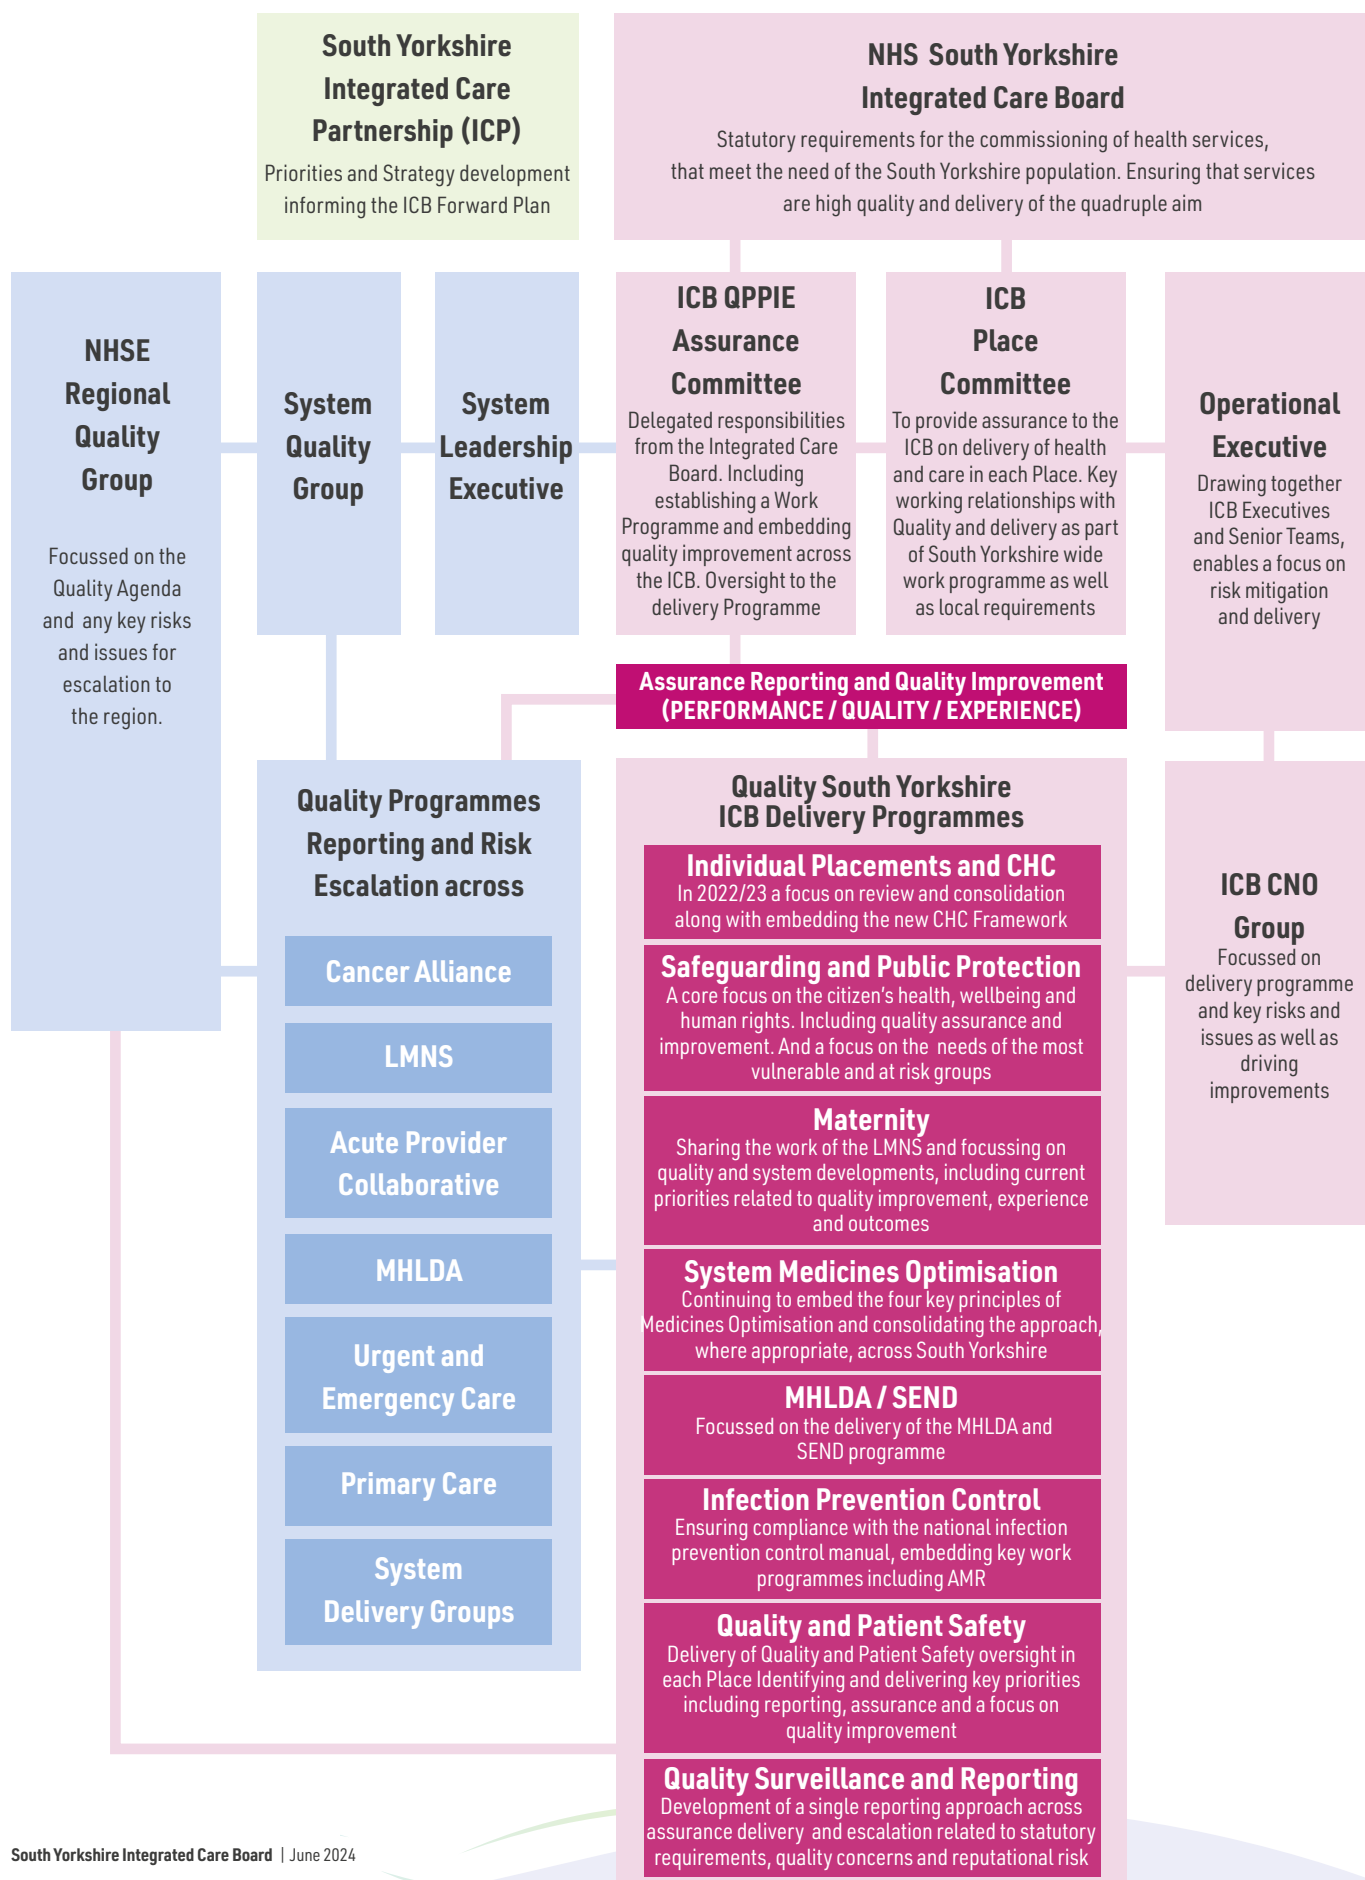 South Yorkshire
Integrated Care
Partnership (ICP)
Priorities and Strategy development
informing the ICB Forward Plan
NHS South Yorkshire
Integrated Care Board
Statutory requirements for the commissioning of health services,
that meet the need of the South Yorkshire population. Ensuring that services
are high quality and delivery of the quadruple aim
NHSE
Regional
Quality
Group
Focussed on the
Quality Agenda
and any key risks
and issues for
escalation to
the region.
System
Quality
Group
System
Leadership
Executive
ICB QPPIE
Assurance
Committee
Delegated responsibilities
from the Integrated Care
Board. Including
establishing a Work
Programme and embedding
quality improvement across
the ICB. Oversight to the
delivery Programme
ICB
Place
Committee
To provide assurance to the
ICB on delivery of health
and care in each Place. Key
working relationships with
Quality and delivery as part
of South Yorkshire wide
work programme as well
as local requirements
Operational
Executive
Drawing together
ICB Executives
and Senior Teams,
enables a focus on
risk mitigation
and delivery
Assurance Reporting and Quality Improvement
(PERFORMANCE / QUALITY / EXPERIENCE)
Quality Programmes
Reporting and Risk
Escalation across
Cancer Alliance
LMNS
Acute Provider
Collaborative
MHLDA
Urgent and
Emergency Care
Primary Care
System
Delivery Groups
Quality South Yorkshire
ICB Delivery Programmes
Individual Placements and CHC
In 2022/23 a focus on review and consolidation
along with embedding the new CHC Framework
Safeguarding and Public Protection
A core focus on the citizen's health, wellbeing and
human rights. Including quality assurance and
improvement. And a focus on the needs of the most
vulnerable and at risk groups
Maternity
Sharing the work of the LMNS and focussing on
quality and system developments, including current
priorities related to quality improvement, experience
and outcomes
System Medicines Optimisation
Continuing to embed the four key principles of
Medicines Optimisation and consolidating the approach,
where appropriate, across South Yorkshire
MHLDA / SEND
Focussed on the delivery of the MHLDA and
SEND programme
Infection Prevention Control
Ensuring compliance with the national infection
prevention control manual, embedding key work
programmes including AMR
Quality and Patient Safety
Delivery of Quality and Patient Safety oversight in
each Place Identifying and delivering key priorities
including reporting, assurance and a focus on
quality improvement
Quality Surveillance and Reporting
Development of a single reporting approach across
assurance delivery and escalation related to statutory
requirements, quality concerns and reputational risk
ICB CNO
Group
Focussed on
delivery programme
and key risks and
issues as well as
driving
improvements
South Yorkshire Integrated Care Board | June 2024